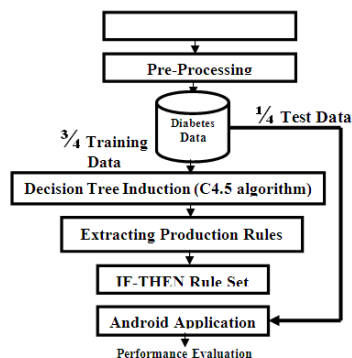 Pre-Processing
Diabetes
Data
¾ Training
Data
¼ Test Data
Decision Tree Induction (C4.5 algorithm)
Extracting Production Rules
IF-THEN Rule Set
Android Application
Performance Evaluation